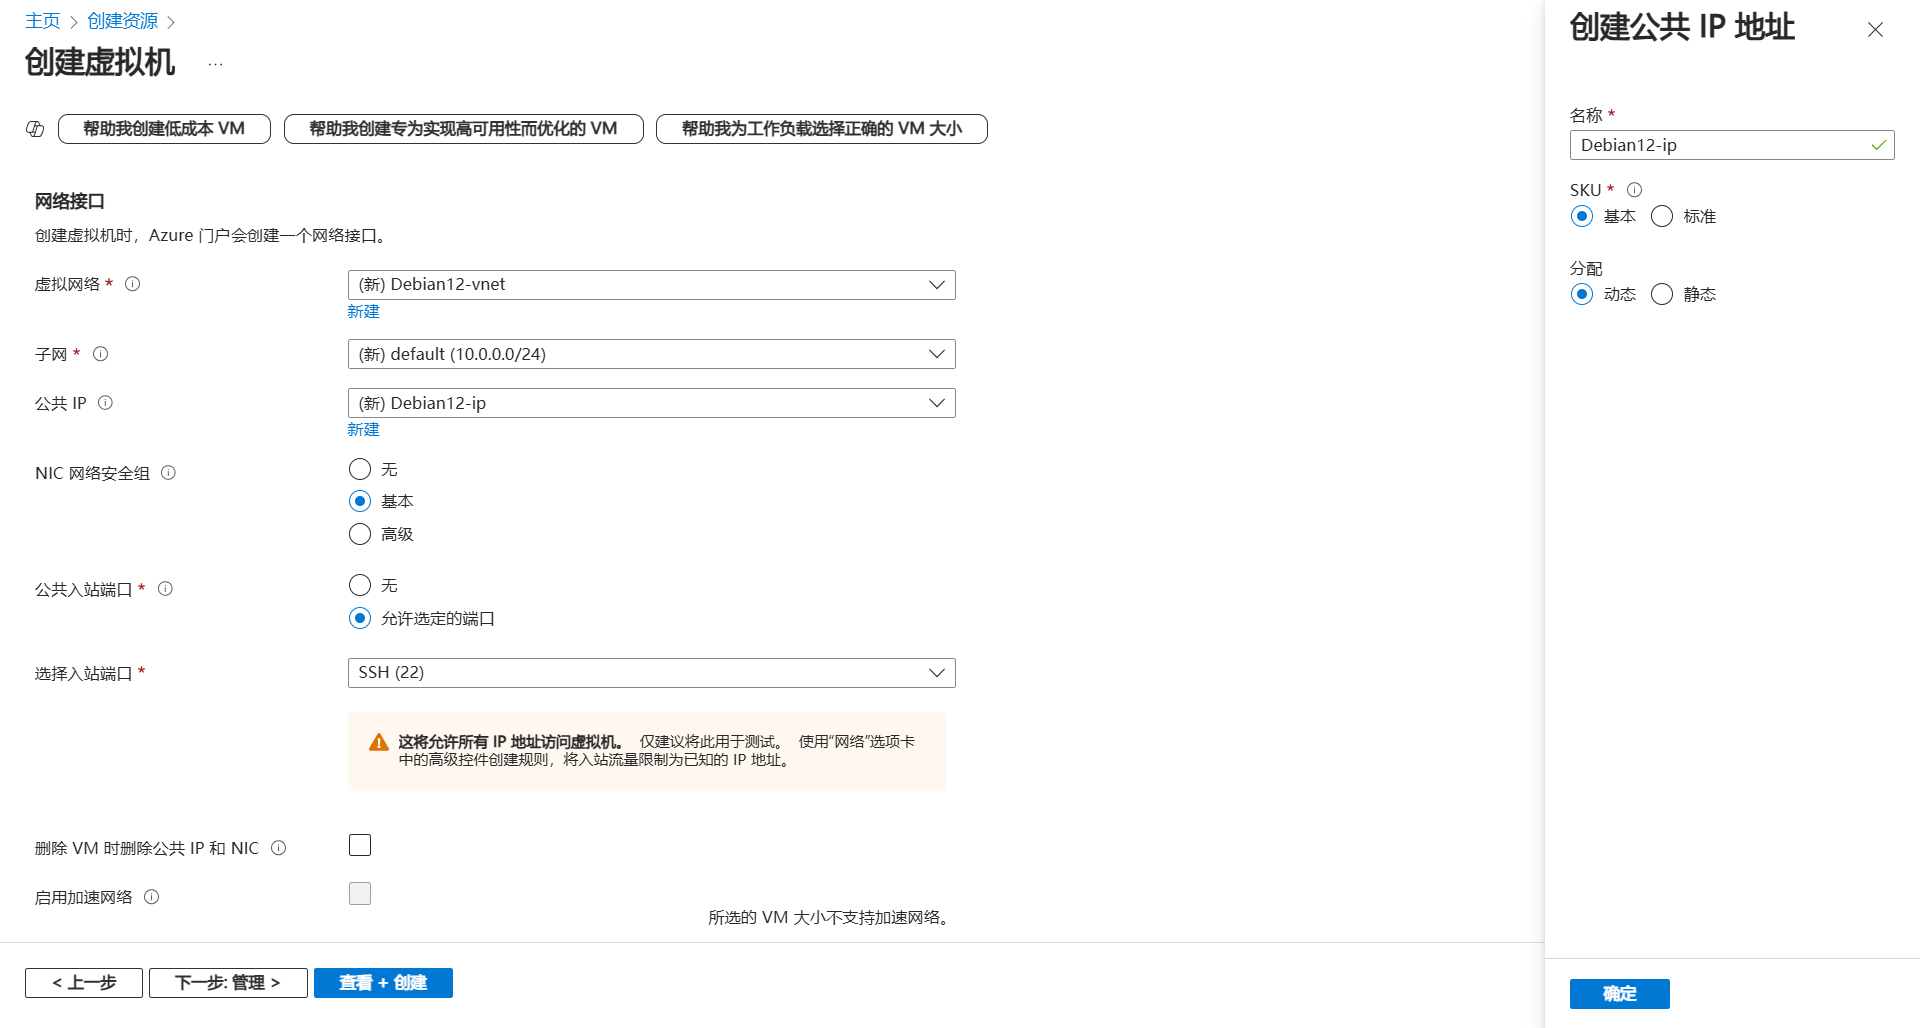 主页 > 创建资源 >
创建虚拟机 ...
帮助我创建低成本 VM
帮助我创建专为实现高可用性而优化的 VM
帮助我为工作负载选择正确的 VM 大小
网络接口
创建虚拟机时，Azure 门户会创建一个网络接口。
虚拟网络 *
(新) Debian12-vnet
新建
子网 *
(新) default (10.0.0.0/24)
公共 IP
(新) Debian12-ip
新建
NIC 网络安全组
无
基本
高级
公共入站端口 *
无
允许选定的端口
选择入站端口 *
SSH (22)
这将允许所有 IP 地址访问虚拟机。 仅建议将此用于测试。 使用“网络”选项卡
中的高级控件创建规则，将入站流量限制为已知的 IP 地址。
删除 VM 时删除公共 IP 和 NIC
启用加速网络
所选的 VM 大小不支持加速网络。
< 上一步
下一步: 管理 >
查看 + 创建
创建公共 IP 地址
名称 *
Debian12-ip
SKU *
基本 标准
分配
动态 静态
确定